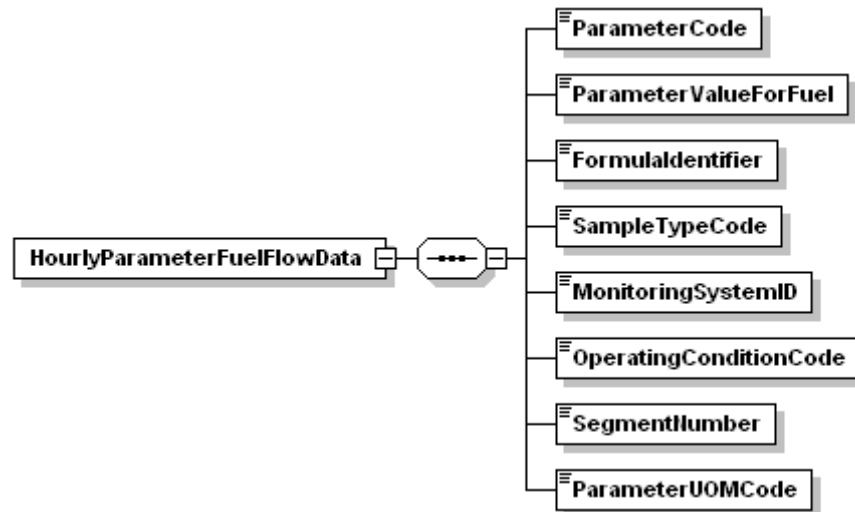 ParameterCode
ParameterValueForFuel
FormulaIdentifier
SampleTypeCode
HourlyParameterFuelFlowData
MonitoringSystemID
OperatingConditionCode
SegmentNumber
ParameterUOMCode